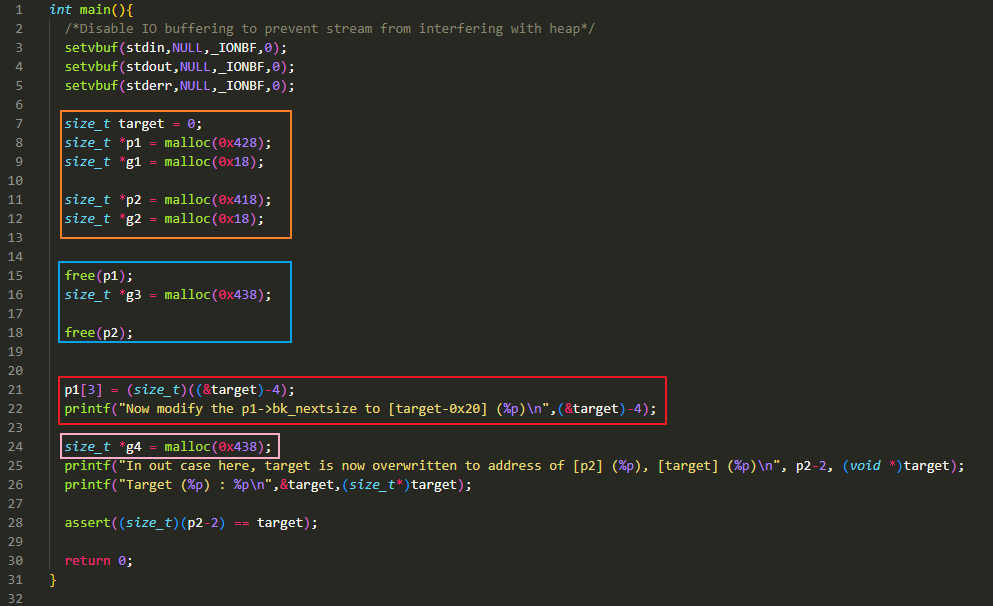 1 int main(){
2 /*Disable IO buffering to prevent stream from interfering with heap*/
3 setvbuf(stdin,NULL,_IONBF,0);
4 setvbuf(stdout,NULL,_IONBF,0);
5 setvbuf(stderr,NULL,_IONBF,0);
6
7 size_t target = 0;
8 size_t *p1 = malloc(0x428);
9 size_t *g1 = malloc(0x18);
10
11 size_t *p2 = malloc(0x418);
12 size_t *g2 = malloc(0x18);
13
14
15 free(p1);
16 size_t *g3 = malloc(0x438);
17
18 free(p2);
19
20
21 p1[3] = (size_t)((&target)-4);
22 printf("Now modify the p1->bk_nextsize to [target-0x20] (%p)\n",(&target)-4);
23
24 size_t *g4 = malloc(0x438);
25 printf("In out case here, target is now overwritten to address of [p2] (%p), [target] (%p)\n", p2-2, (void *)target);
26 printf("Target (%p) : %p\n",&target,(size_t*)target);
27
28 assert((size_t)(p2-2) == target);
29
30 return 0;
31 }
32